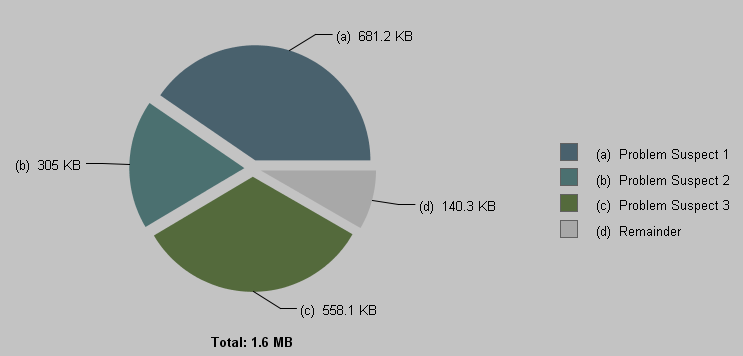 (a) 681.2 KB
(b) 305 KB
(d) 140.3 KB
(c) 558.1 KB
Total: 1.6 MB
(a) Problem Suspect 1
(b) Problem Suspect 2
(c) Problem Suspect 3
(d) Remainder